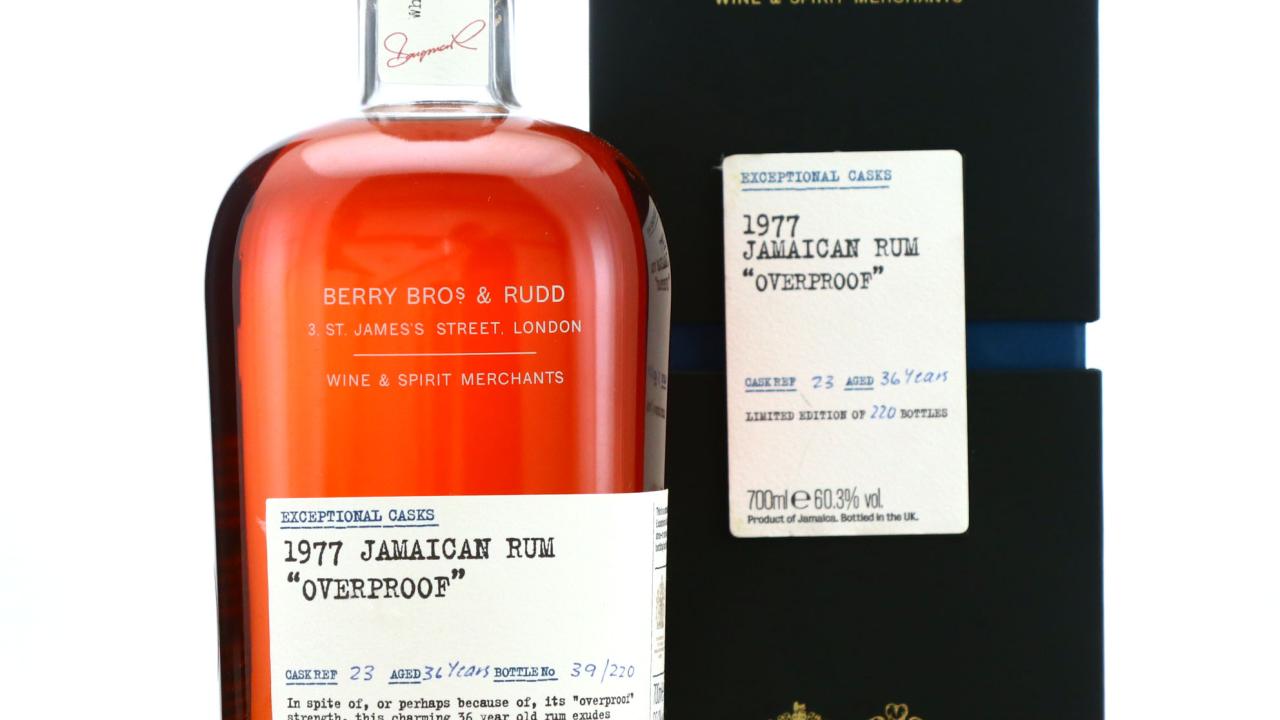 WINE & SPIRIT MERCHANTS
BERRY BROS & RUDD
3, ST. JAMES'S STREET, LONDON
WINE & SPIRIT MERCHANTS
EXCEPTIONAL CASKS
1977 JAMAICAN RUM
"OVERPROOF"
CASK REF 23 AGED 36 Years BOTTLE No 39/220
In spite of, or perhaps because of, its "overproof"
strength, this charming 36 year old rum exudes
EXCEPTIONAL CASKS
1977
JAMAICAN RUM
"OVERPROOF"
CASK REF 23 AGED 36 Years
LIMITED EDITION OF 220 BOTTLES
700ml e 60.3% vol.
Product of Jamaica. Bottled in the UK.